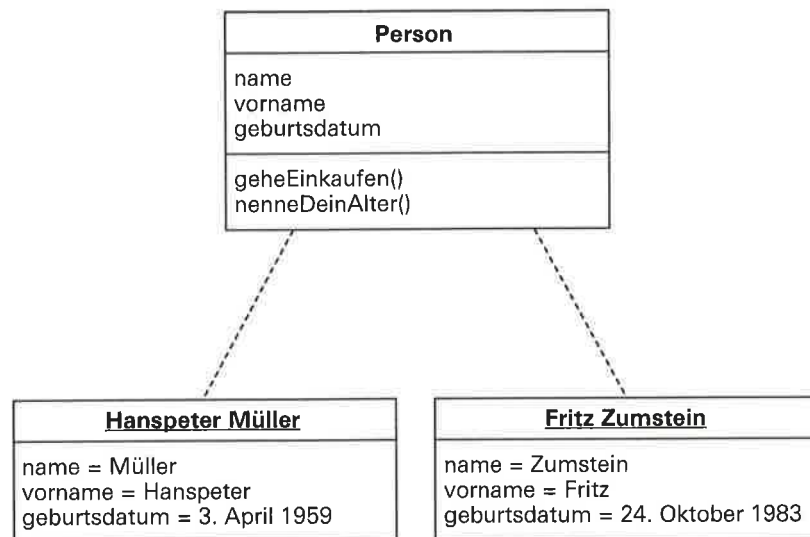 Person
name
vorname
geburtsdatum
geheEinkaufen()
nenneDeinAlter()
Hanspeter Müller
name = Müller
vorname = Hanspeter
geburtsdatum = 3. April 1959
Fritz Zumstein
name = Zumstein
vorname = Fritz
geburtsdatum = 24. Oktober 1983